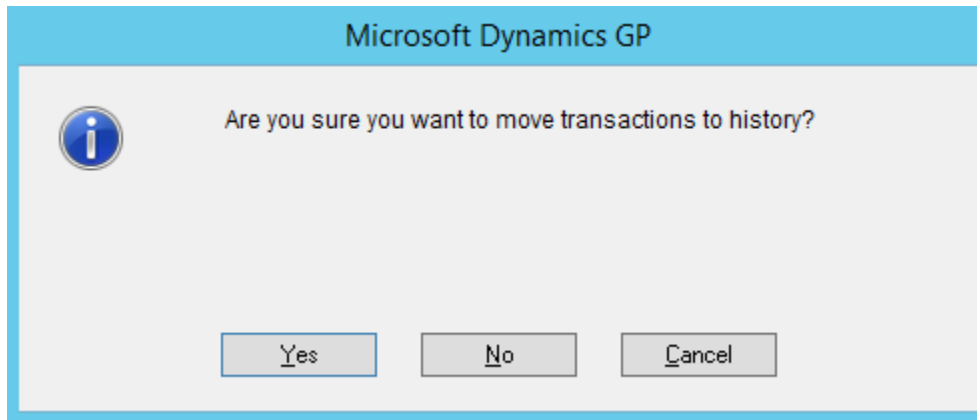 Microsoft Dynamics GP
Are you sure you want to move transactions to history?
Yes
No
Cancel